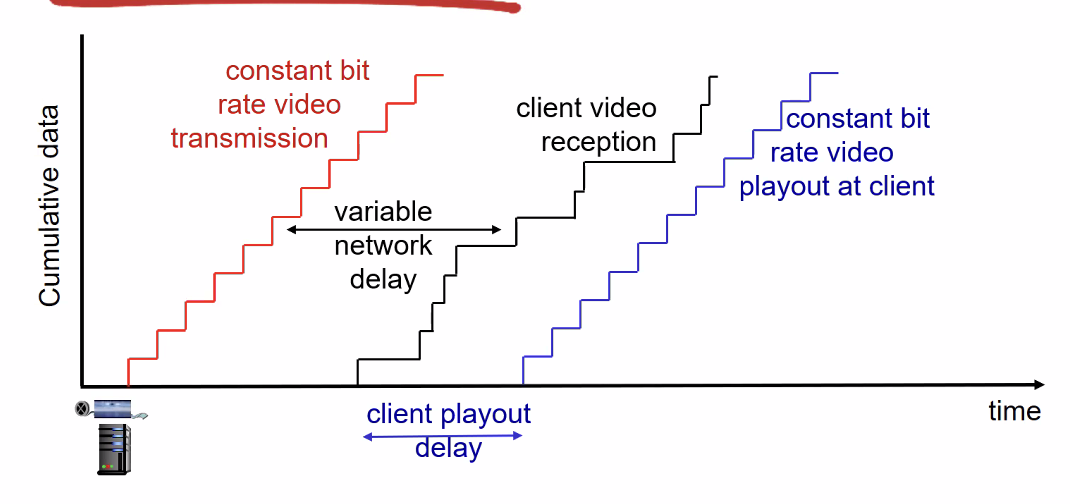 constant bit
rate video
transmission
client video
reception
constant bit
rate video
playout at client
variable
network
delay
Cumulative data
client playout
delay
time